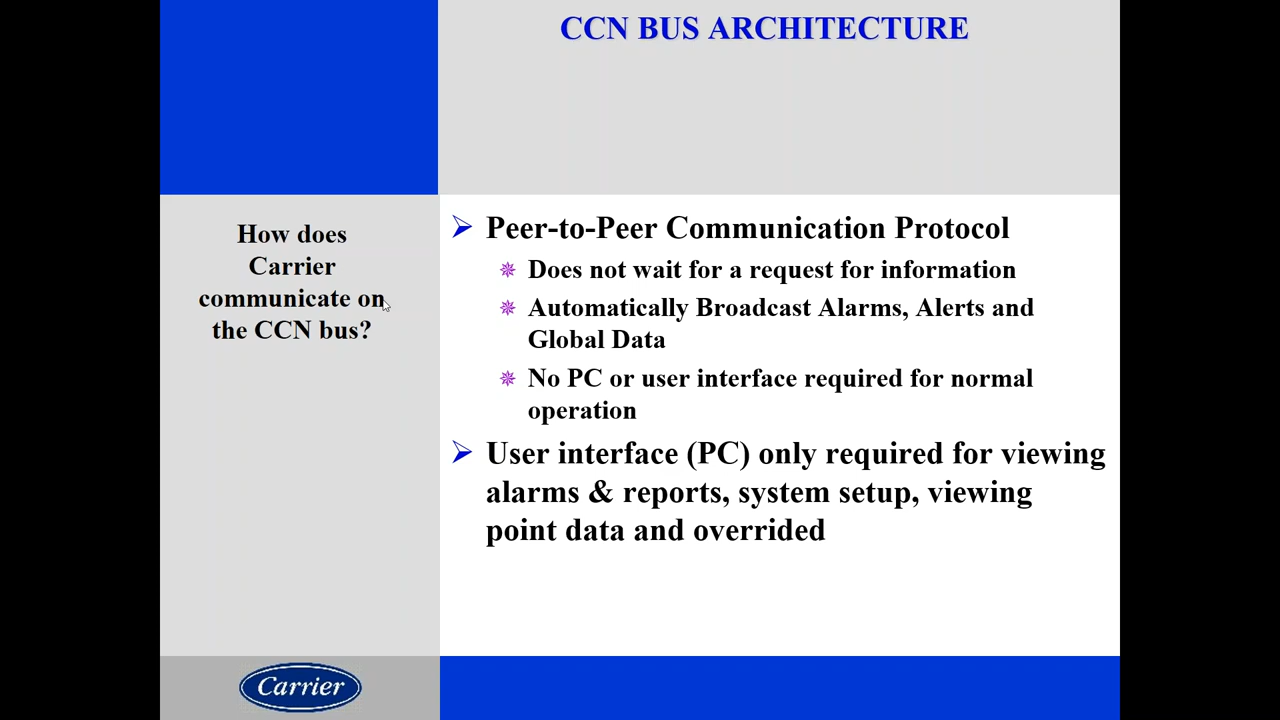 CCN BUS ARCHITECTURE
How does
Carrier
communicate on
the CCN bus?
Peer-to-Peer Communication Protocol
Does not wait for a request for information
Automatically Broadcast Alarms, Alerts and
Global Data
No PC or user interface required for normal
operation
User interface (PC) only required for viewing
alarms & reports, system setup, viewing
point data and overrided
Carrier